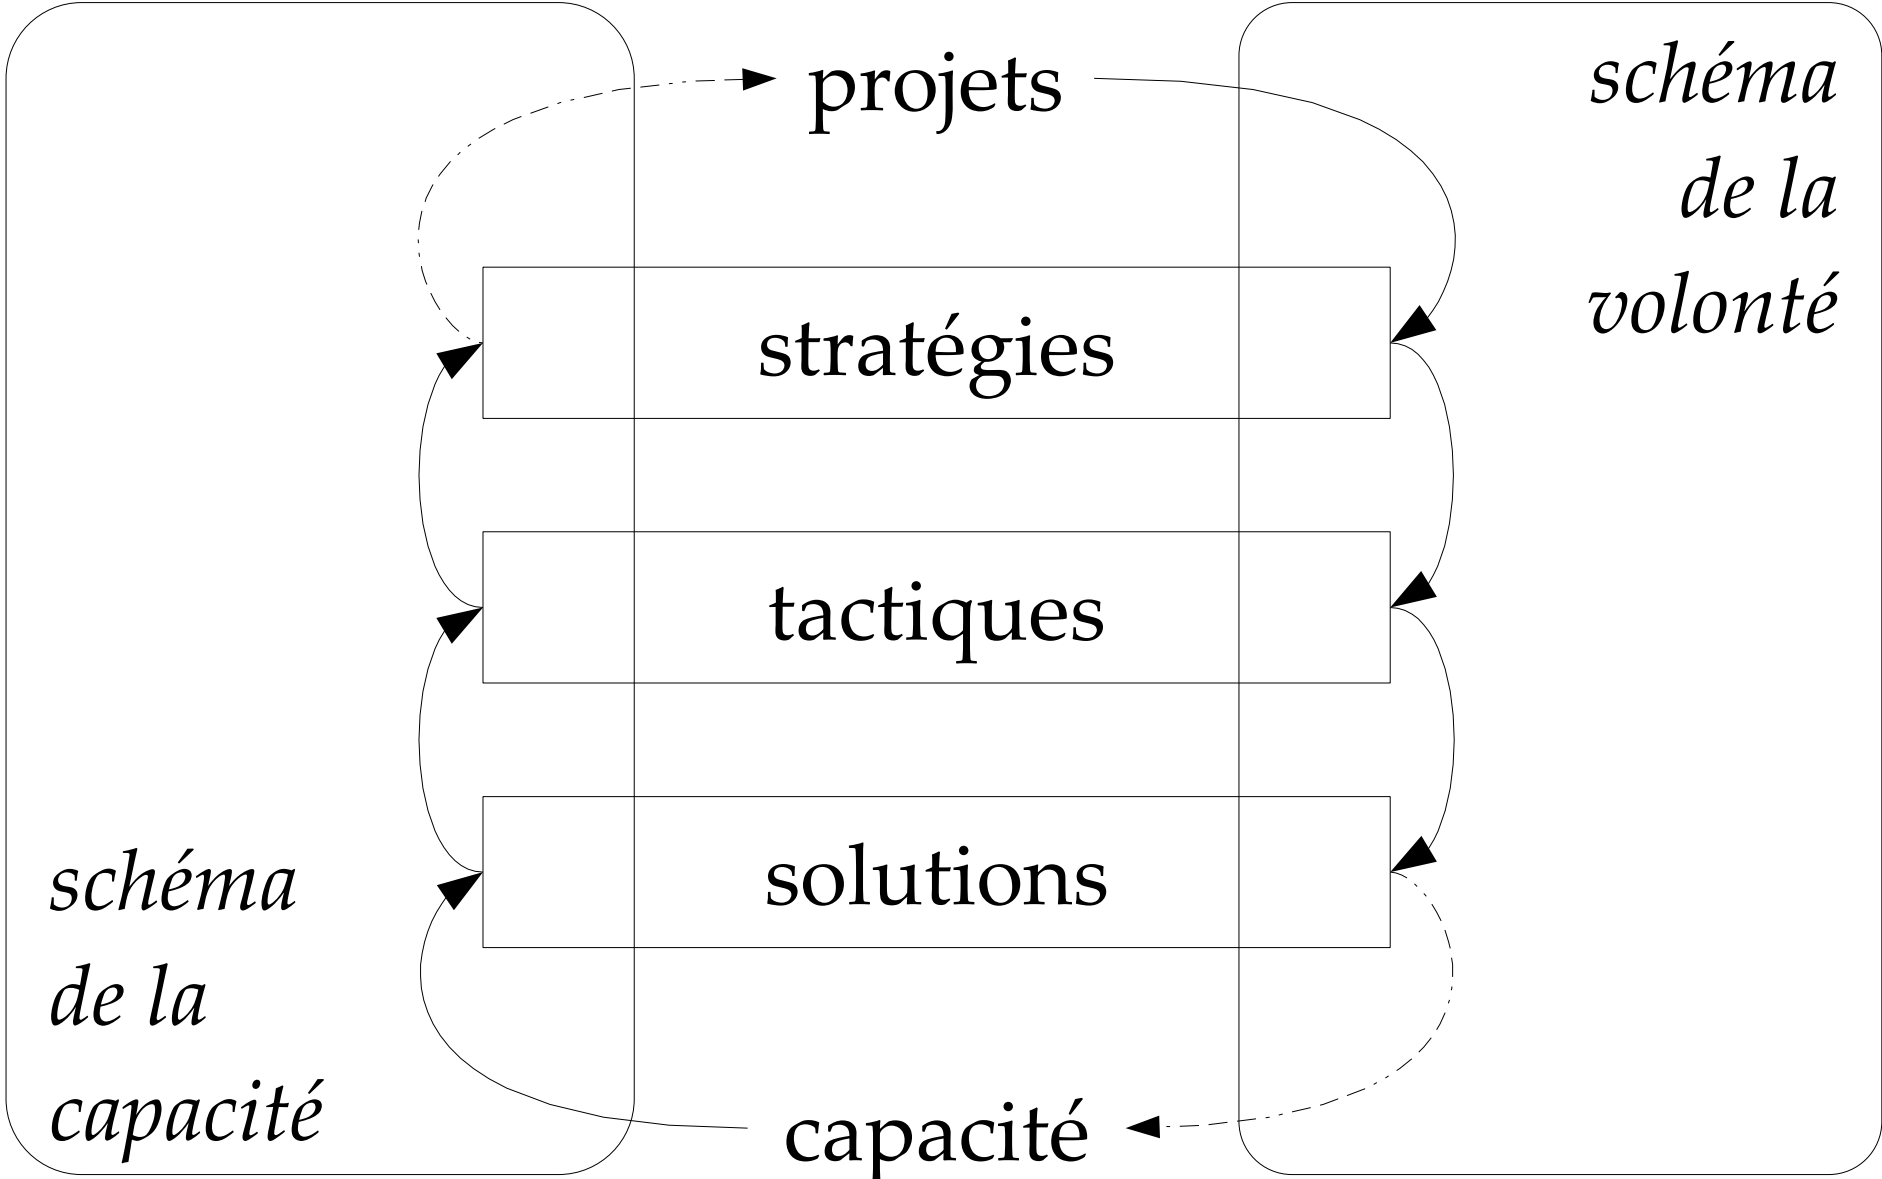 projets
schéma
de la
volonté
stratégies
tactiques
solutions
schéma
de la
capacité
capacité